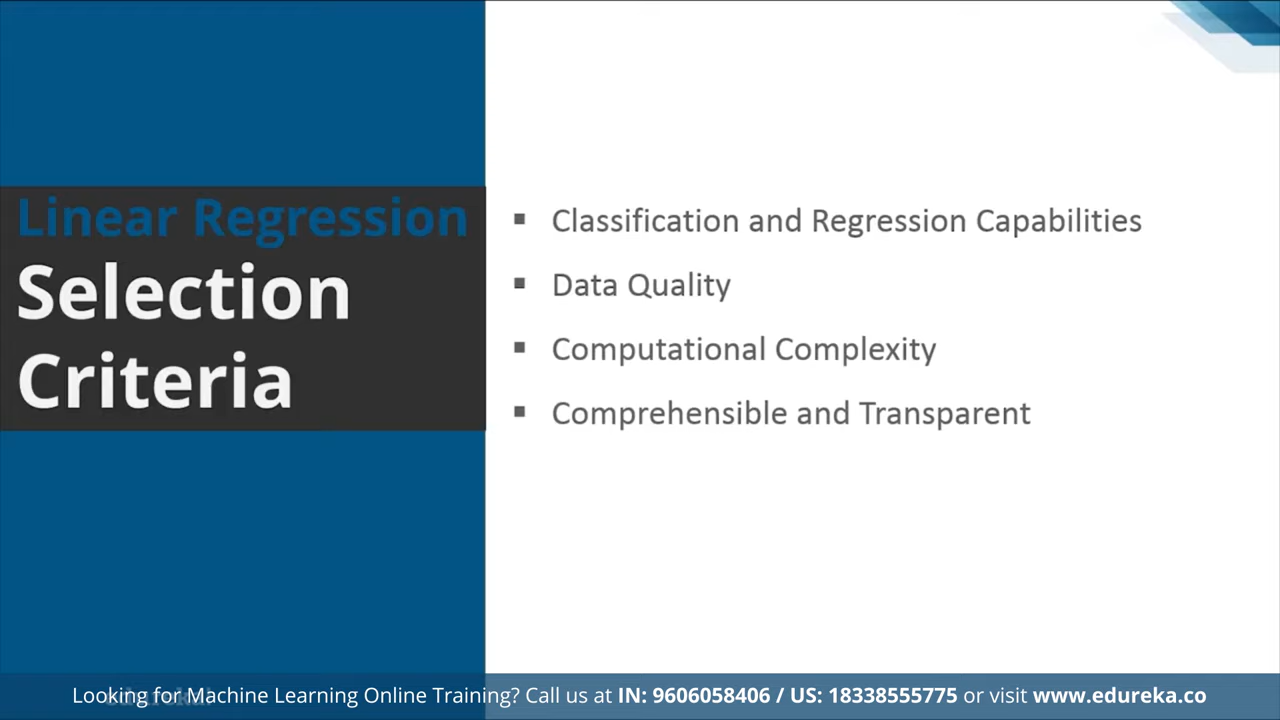 Linear Regression
Selection
Criteria
▪ Classification and Regression Capabilities
▪ Data Quality
▪ Computational Complexity
▪ Comprehensible and Transparent
Looking for Machine Learning Online Training? Call us at IN: 9606058406 / US: 18338555775 or visit www.edureka.co